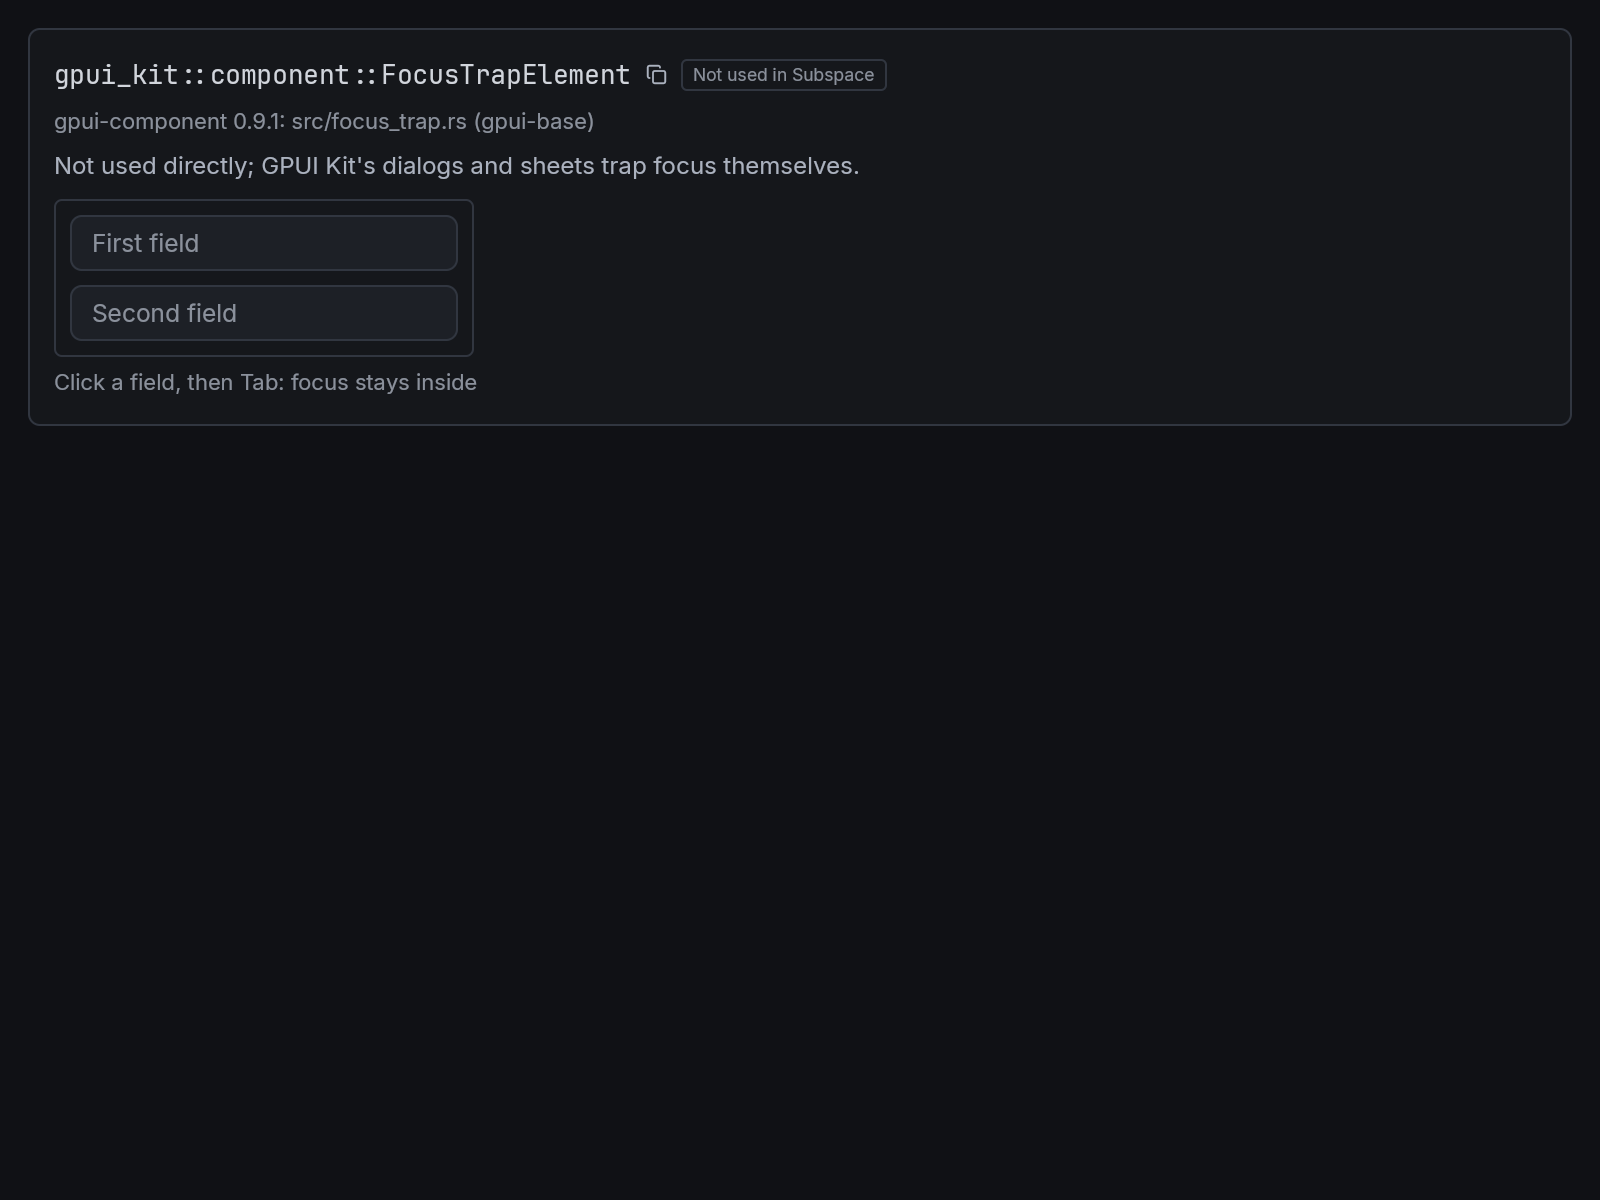 gpui_kit::component::FocusTrapElement Not used in Subspace
gpui-component 0.9.1: src/focus_trap.rs (gpui-base)
Not used directly; GPUI Kit's dialogs and sheets trap focus themselves.
First field
Second field
Click a field, then Tab: focus stays inside